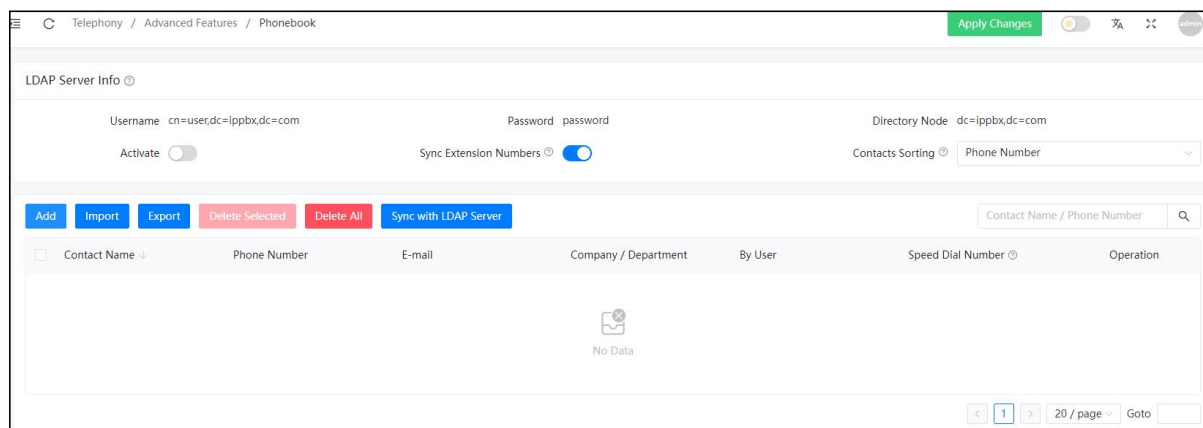 Telephony / Advanced Features / Phonebook
Apply Changes
admin
LDAP Server Info
Username cn=user,dc=ippbx,dc=com
Password password
Directory Node dc=ippbx,dc=com
Activate
Sync Extension Numbers
Contacts Sorting Phone Number
Add Import Export Delete Selected Delete All Sync with LDAP Server
Contact Name / Phone Number
Contact Name Phone Number E-mail Company / Department By User Speed Dial Number Operation
No Data
< 1 > 20 / page Goto